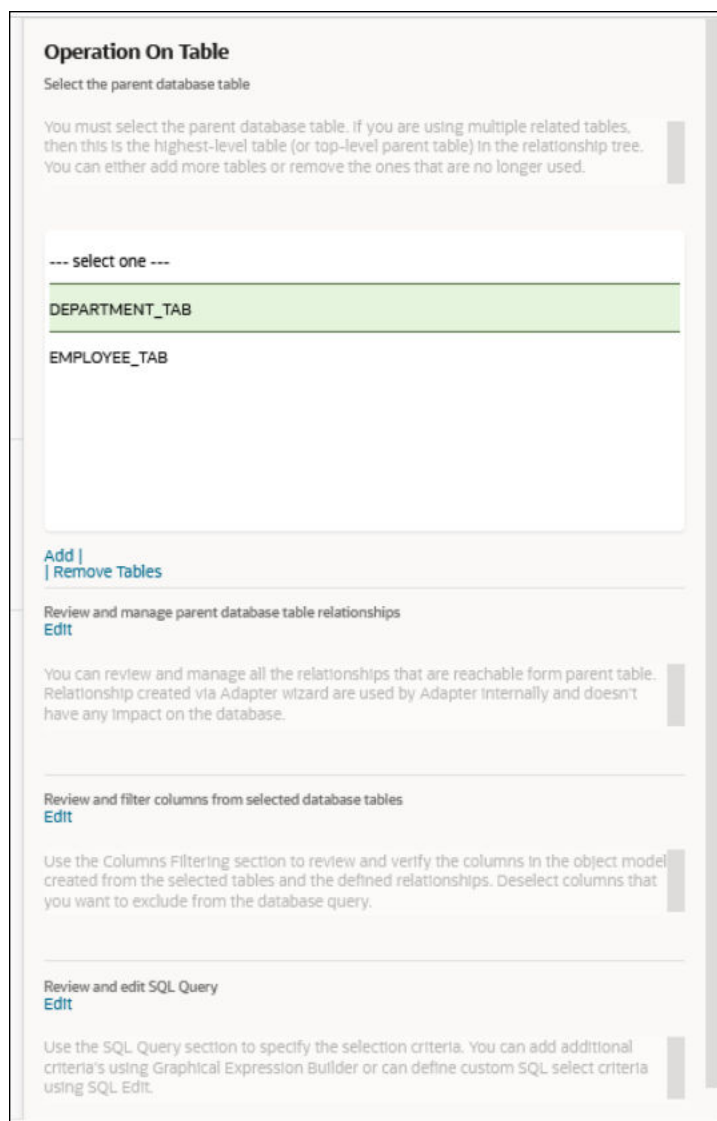 Operation On Table
Select the parent database table
You must select the parent database table. If you are using multiple related tables,
then this is the highest-level table (or top-level parent table) in the relationship tree.
You can either add more tables or remove the ones that are no longer used.
--- select one ---
DEPARTMENT_TAB
EMPLOYEE_TAB
Add |
| Remove Tables
Review and manage parent database table relationships
Edit
You can review and manage all the relationships that are reachable form parent table.
Relationship created via Adapter wizard are used by Adapter internally and doesn't
have any impact on the database.
Review and filter columns from selected database tables
Edit
Use the Columns Filtering section to review and verify the columns in the object model
created from the selected tables and the defined relationships. Deselect columns that
you want to exclude from the database query.
Review and edit SQL Query
Edit
Use the SQL Query section to specify the selection criteria. You can add additional
criteria's using Graphical Expression Builder or can define custom SQL select criteria
using SQL Edit.